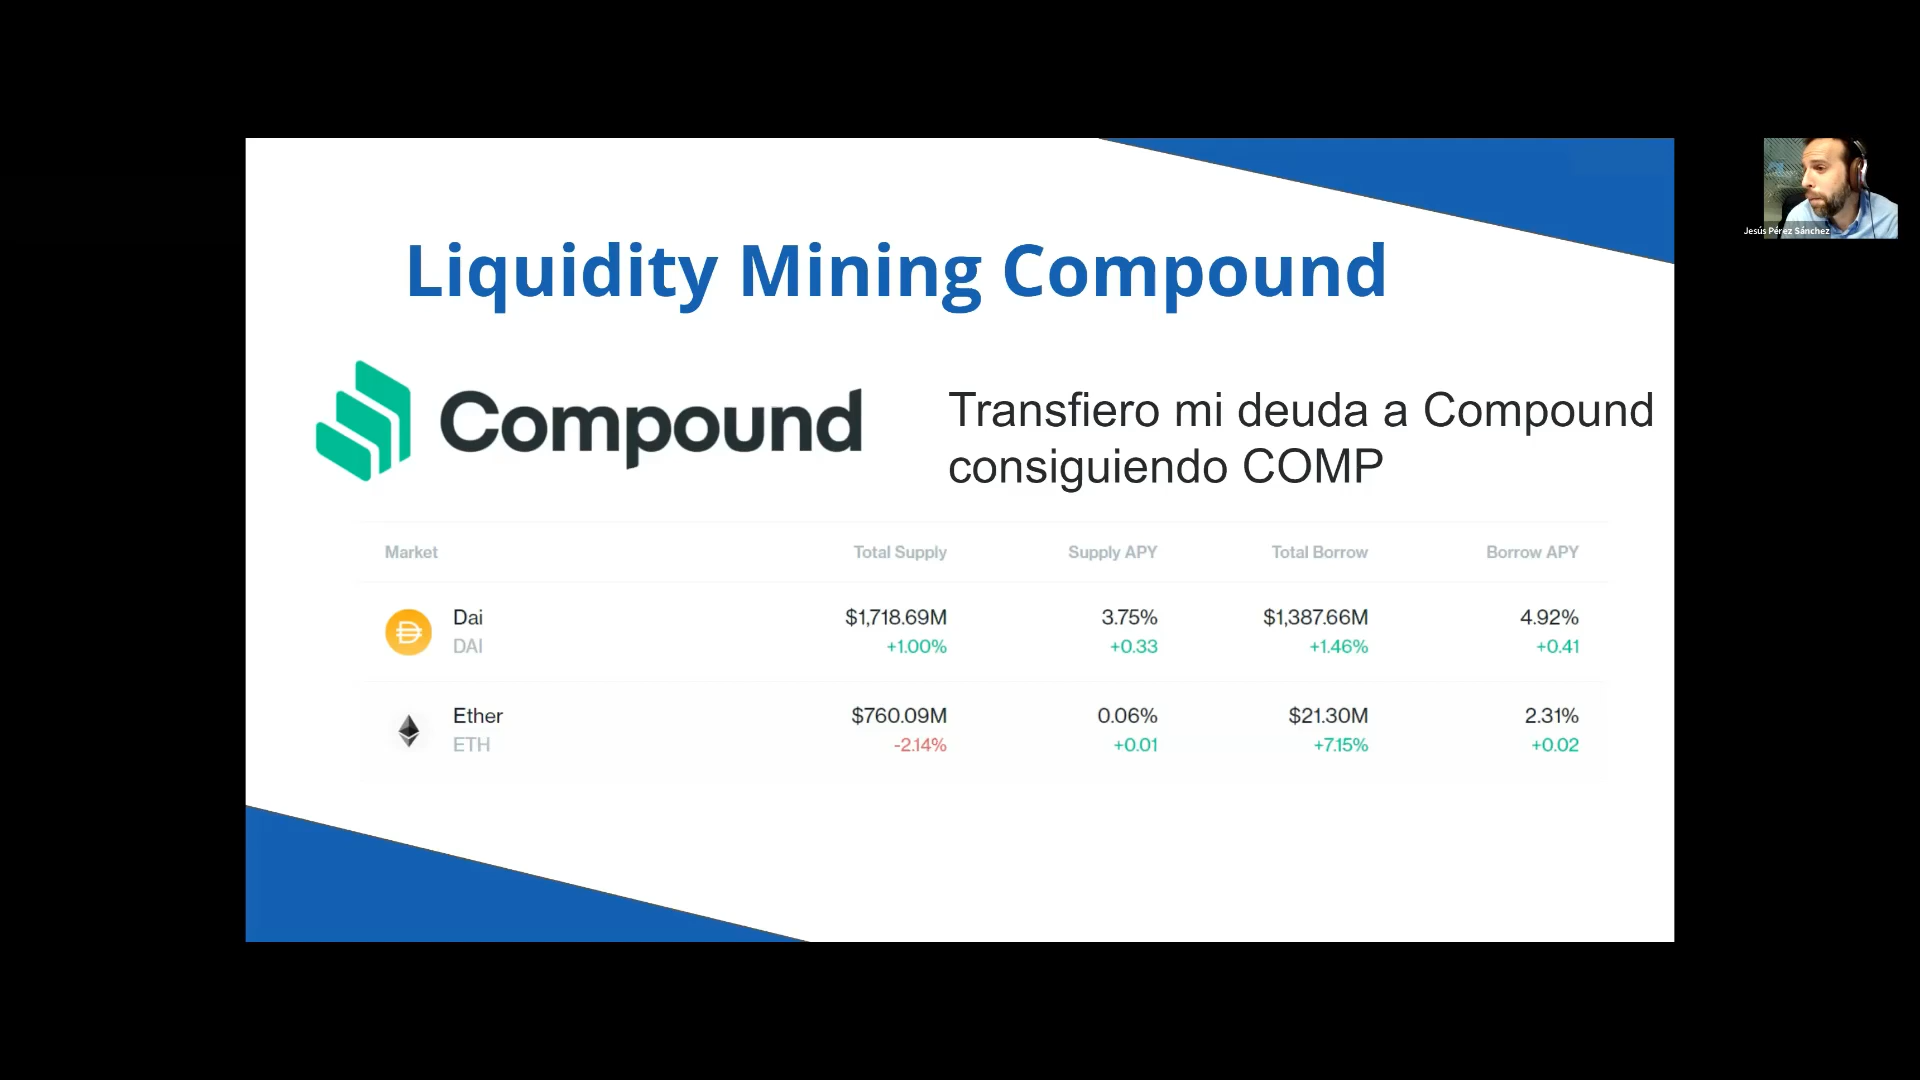 Liquidity Mining Compound
Compound
Transfiero mi deuda a Compound
consiguiendo COMP
Market Total Supply Supply APY Total Borrow Borrow APY
Dai $1,718.69M 3.75% $1,387.66M 4.92%
DAI +1.00% +0.33 +1.46% +0.41
Ether $760.09M 0.06% $21.30M 2.31%
ETH -2.14% +0.01 +7.15% +0.02
Jesús Pérez Sánchez